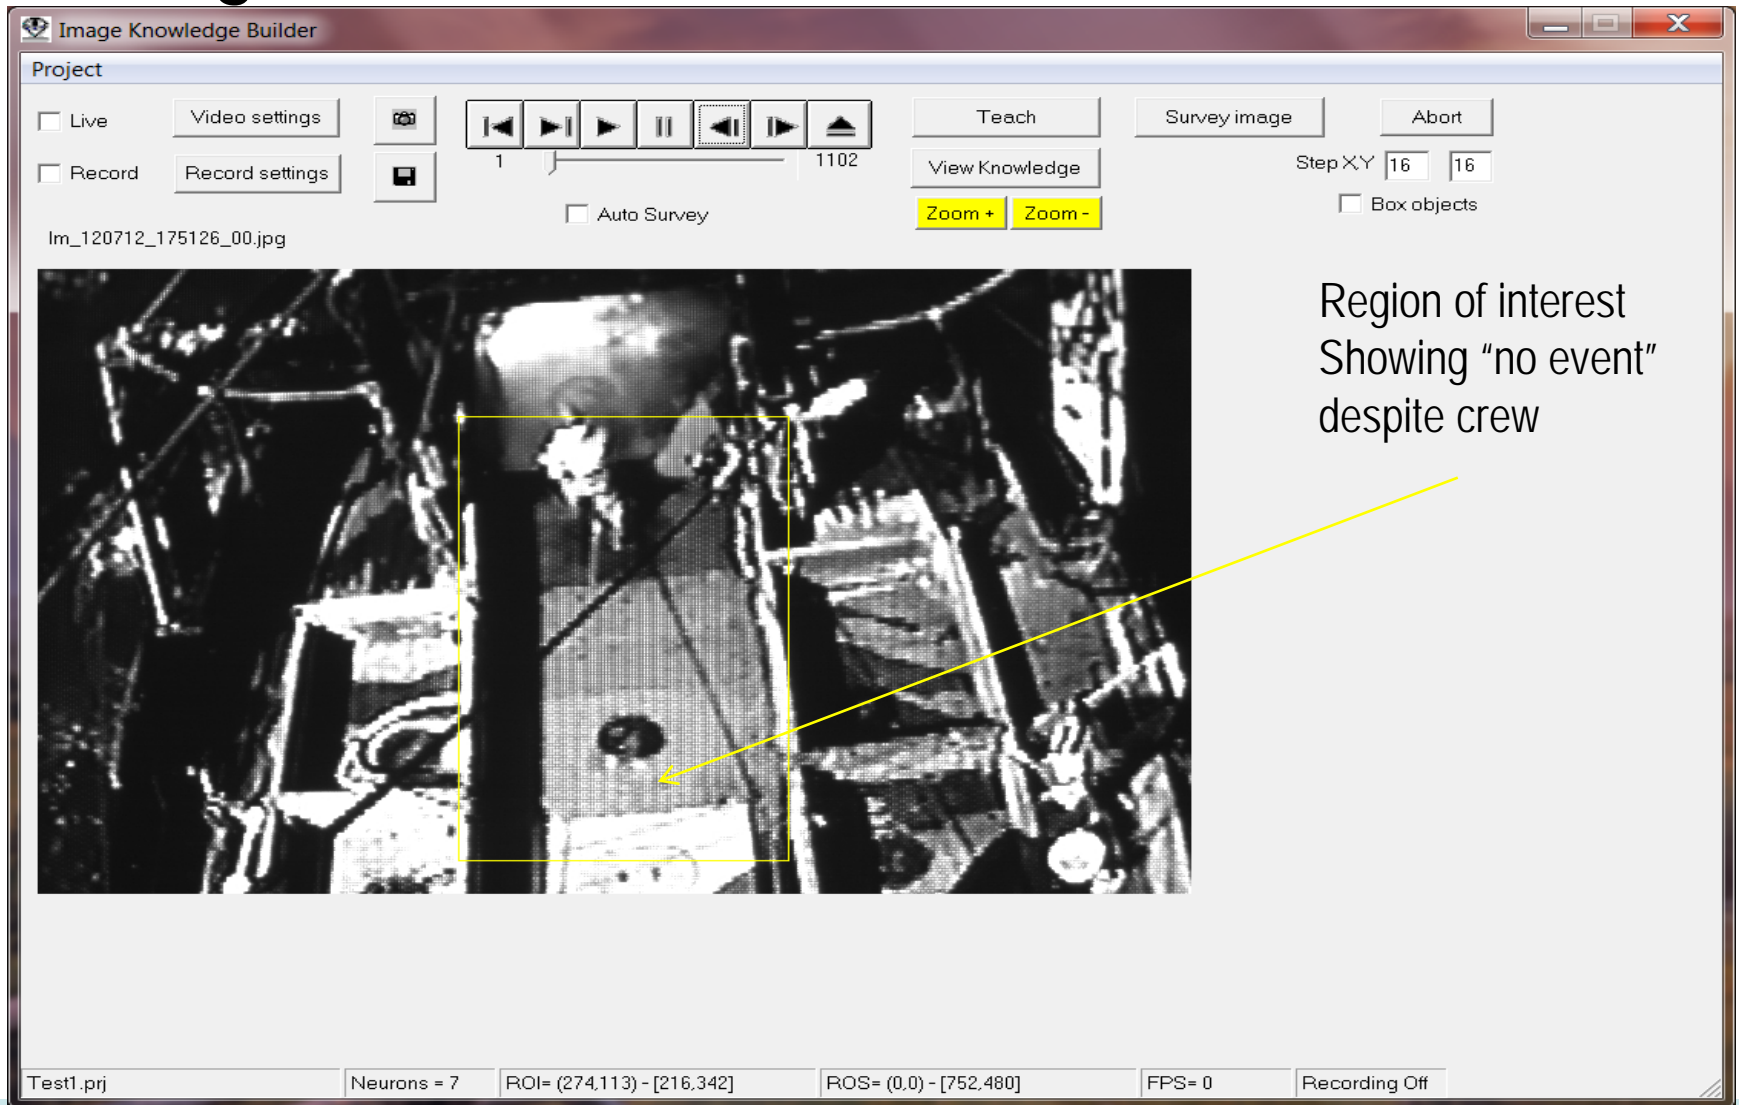 Image Knowledge Builder
Project
Live
Video settings
Teach
Survey image
Abort
1
1102
Record
Record settings
View Knowledge
Step X,Y 16 16
Auto Survey
Zoom +
Zoom -
Box objects
Im_120712_175126_00.jpg
Region of interest
Showing “no event”
despite crew
Test1.prj
Neurons = 7
ROI= (274,113) - [216,342]
ROS= (0,0) - [752,480]
FPS= 0
Recording Off